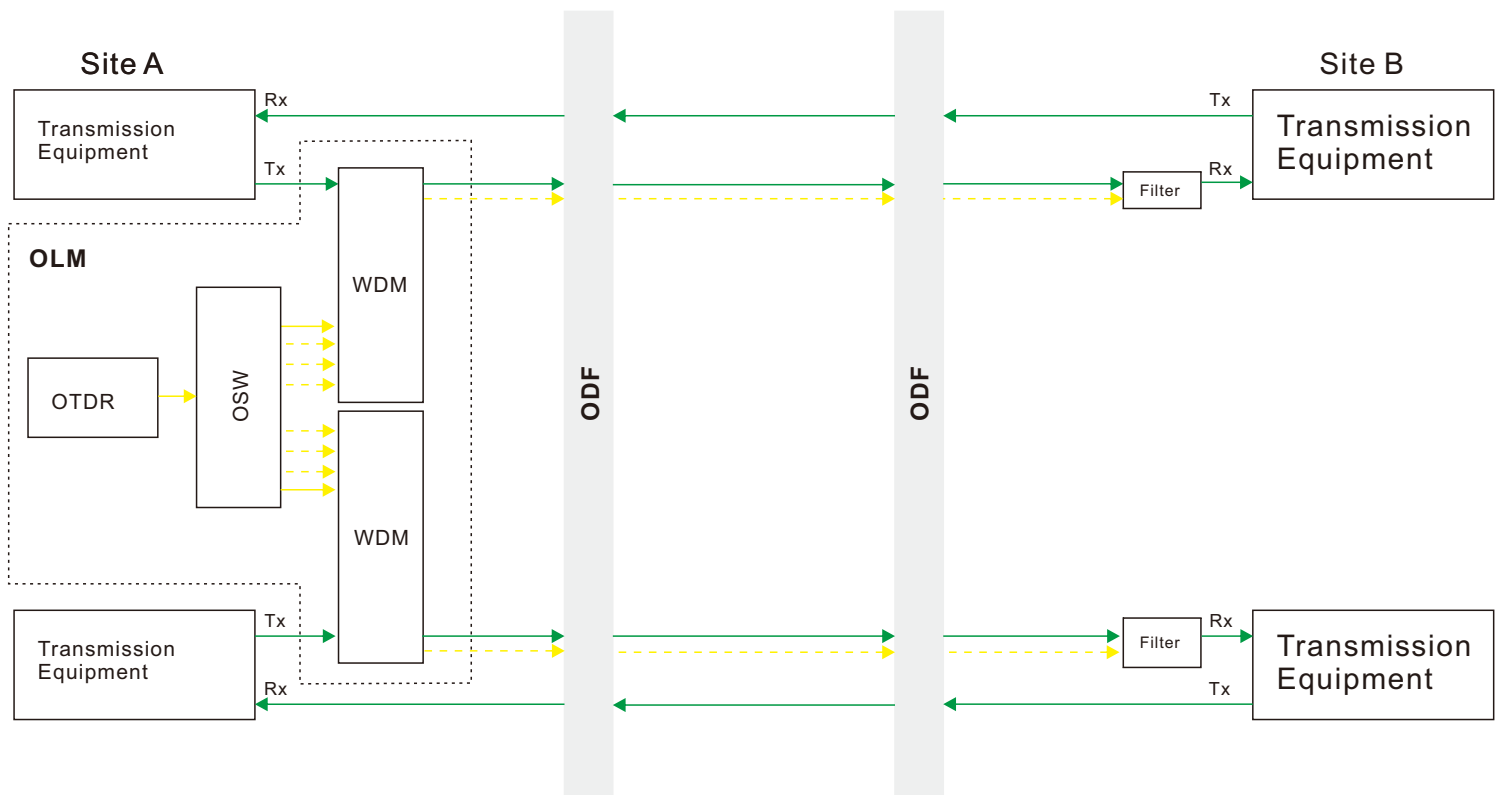 Site A
Site B
Rx
Tx
Transmission
Equipment
Transmission
Equipment
Tx
Rx
Filter
OLM
WDM
OTDR
OSW
ODF
ODF
WDM
Tx
Rx
Filter
Transmission
Equipment
Transmission
Equipment
Rx
Tx